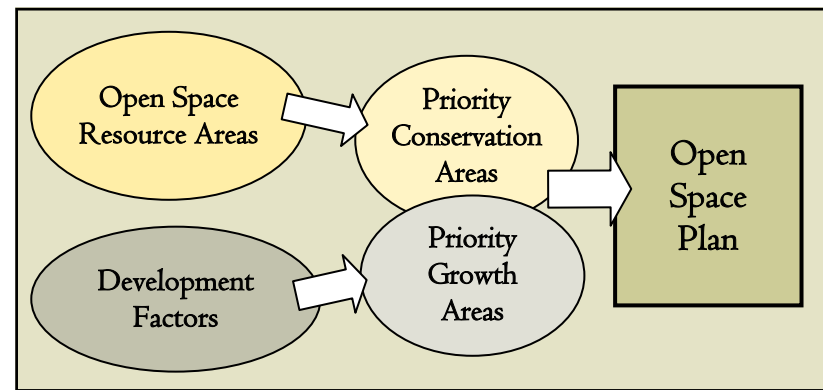 Open Space
Resource Areas
Priority
Conservation
Areas
Open
Space
Plan
Development
Factors
Priority
Growth
Areas